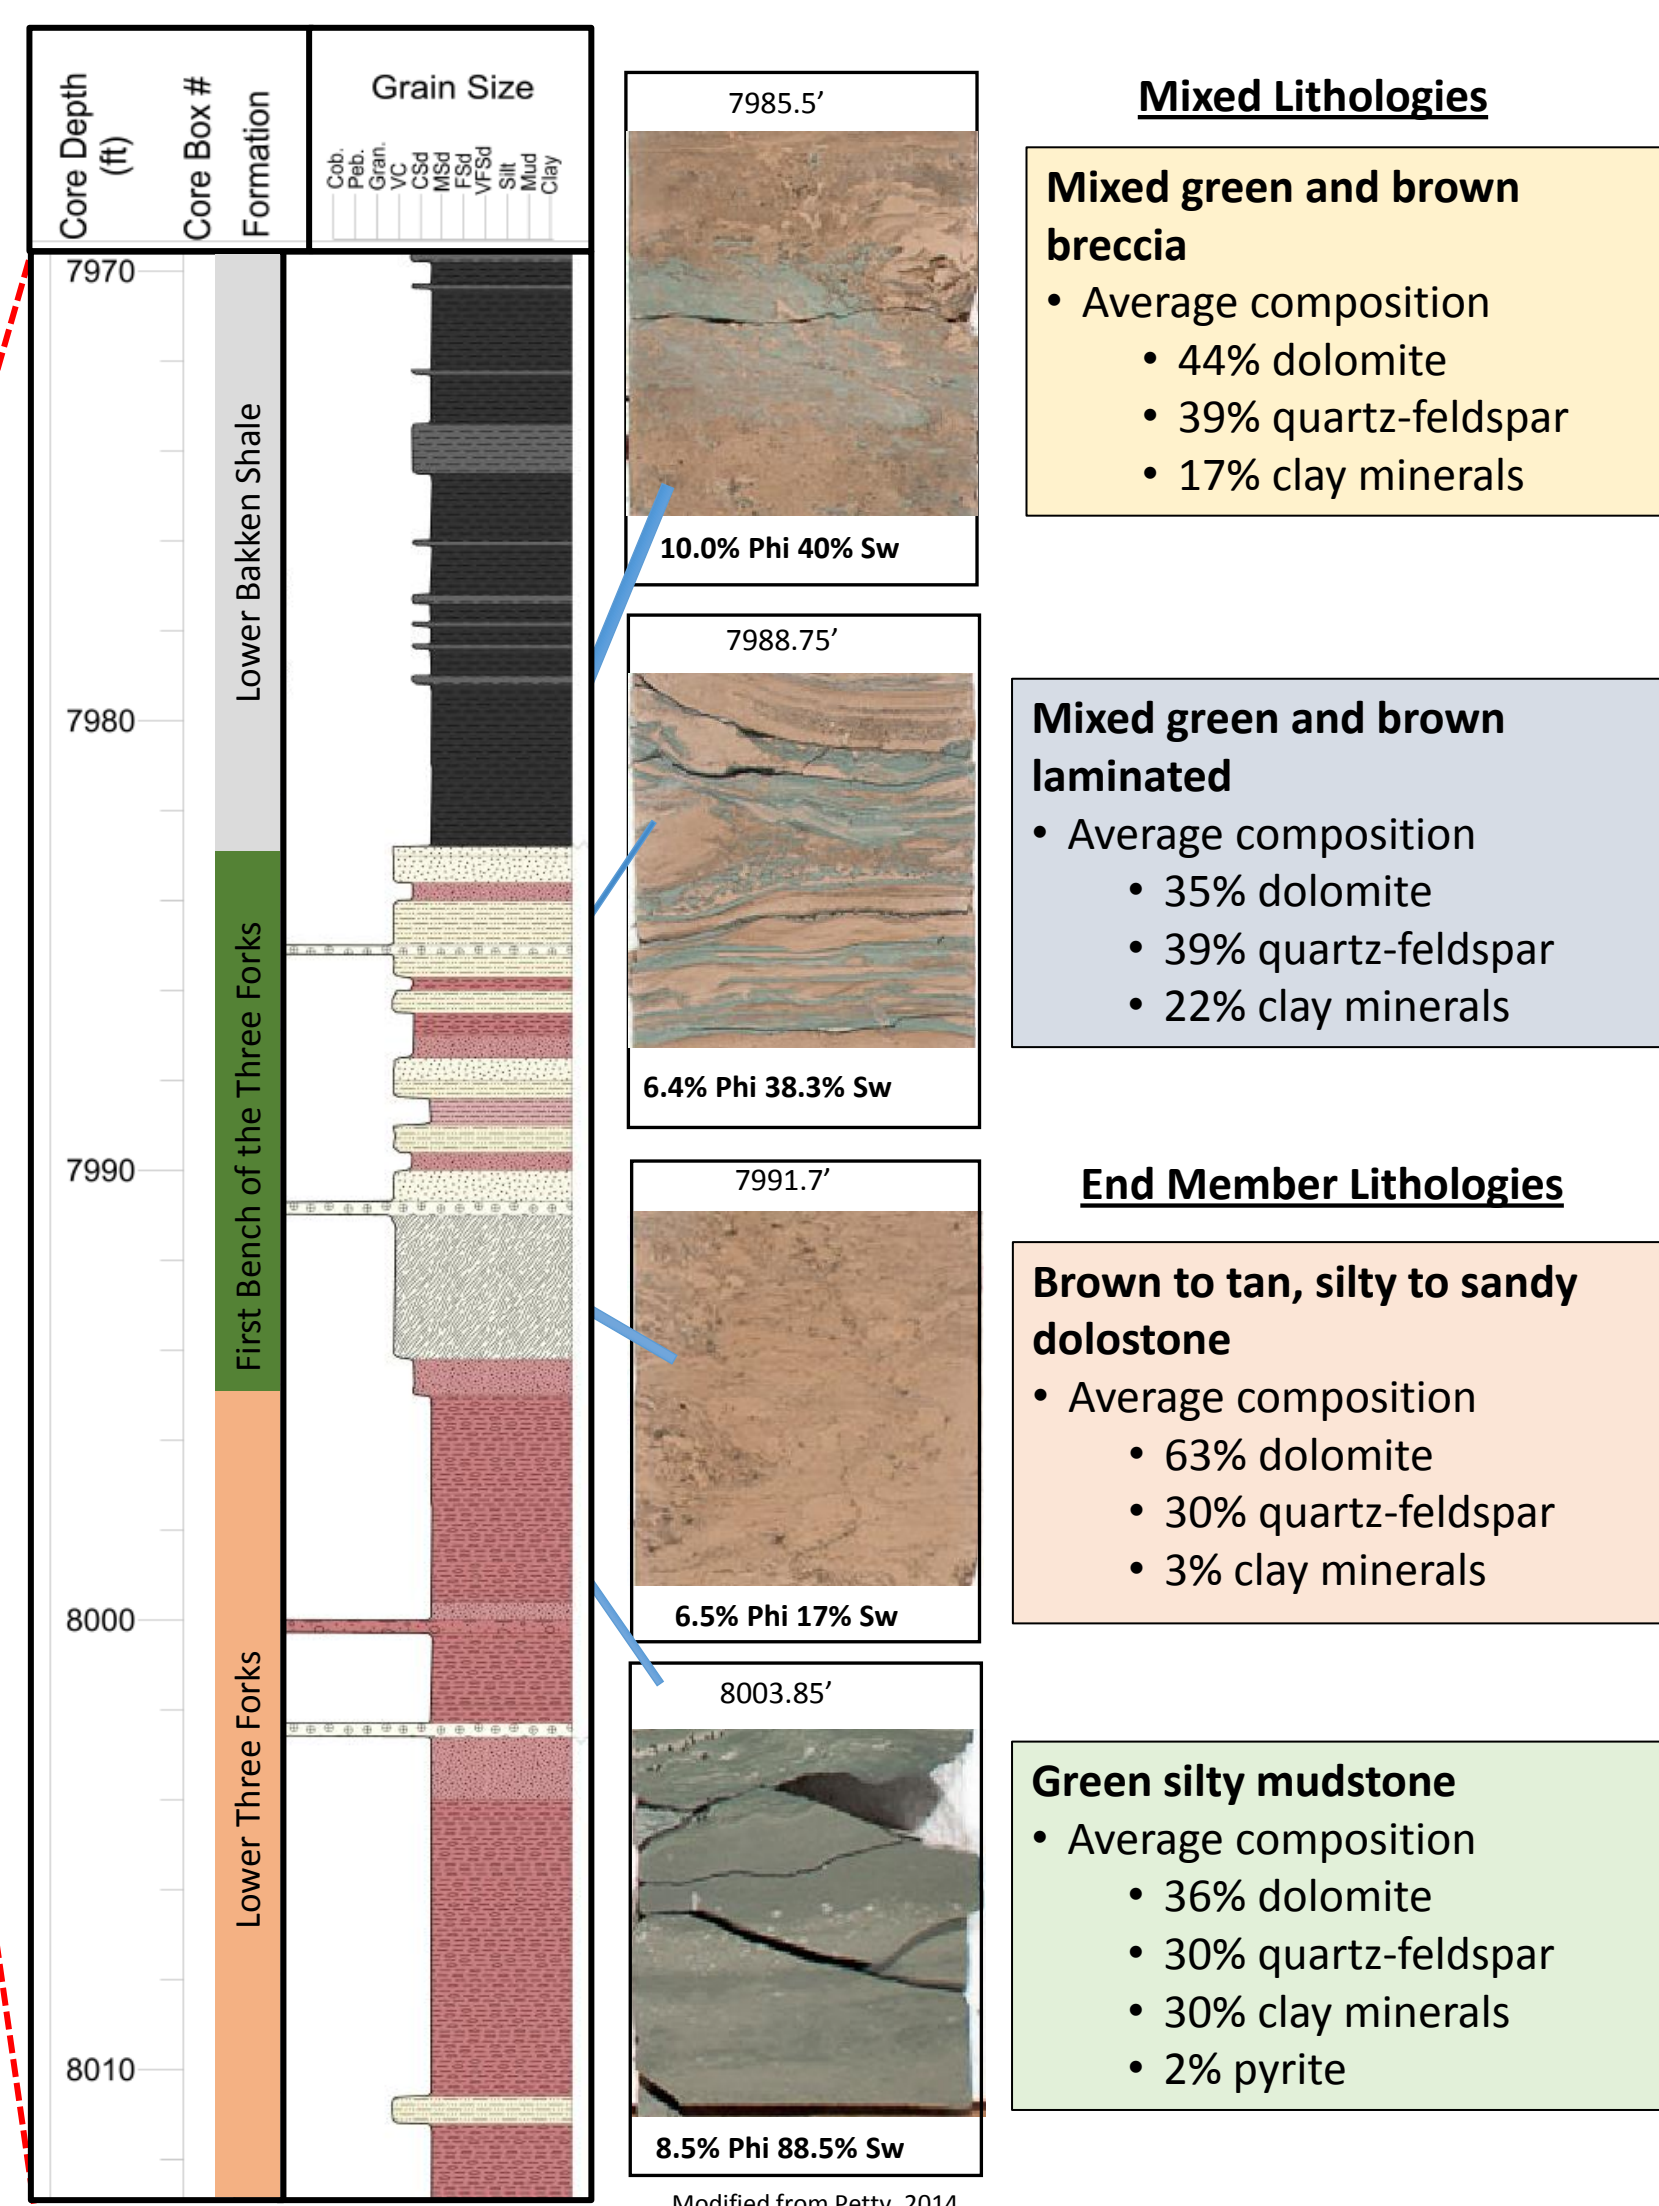 Core Depth
(ft)
Core Box #
Formation
Grain Size
Cob.
Peb.
Gran.
VC
CSd
MSd
FSd
VFSd
Silt
Mud
Clay
7970
7980
7990
8000
8010
Lower Bakken Shale
First Bench of the Three Forks
Lower Three Forks
7985.5’
10.0% Phi 40% Sw
7988.75’
6.4% Phi 38.3% Sw
7991.7’
6.5% Phi 17% Sw
8003.85’
8.5% Phi 88.5% Sw
Modified from Petty, 2014
Mixed Lithologies
Mixed green and brown
breccia
• Average composition
• 44% dolomite
• 39% quartz-feldspar
• 17% clay minerals
Mixed green and brown
laminated
• Average composition
• 35% dolomite
• 39% quartz-feldspar
• 22% clay minerals
End Member Lithologies
Brown to tan, silty to sandy
dolostone
• Average composition
• 63% dolomite
• 30% quartz-feldspar
• 3% clay minerals
Green silty mudstone
• Average composition
• 36% dolomite
• 30% quartz-feldspar
• 30% clay minerals
• 2% pyrite